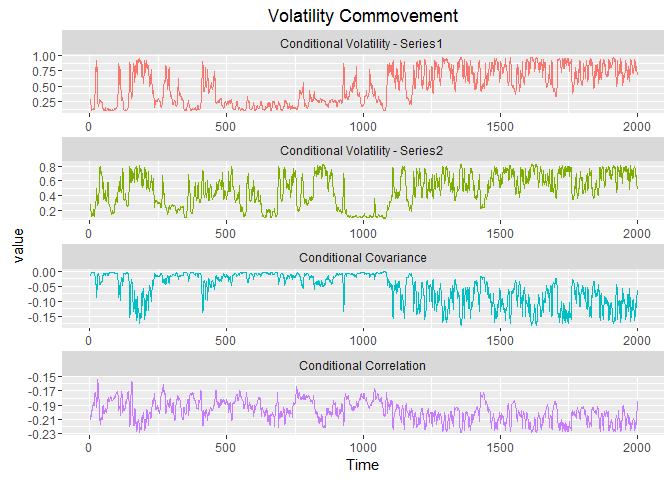 Volatility Commovement
Conditional Volatility - Series1
1.00
0.75
0.50
0.25
0 500 1000 1500 2000
Conditional Volatility - Series2
0.8
0.6
0.4
0.2
0 500 1000 1500 2000
value
Conditional Covariance
0.00
-0.05
-0.10
-0.15
0 500 1000 1500 2000
Conditional Correlation
-0.15
-0.17
-0.19
-0.21
-0.23
0 500 1000 1500 2000
Time